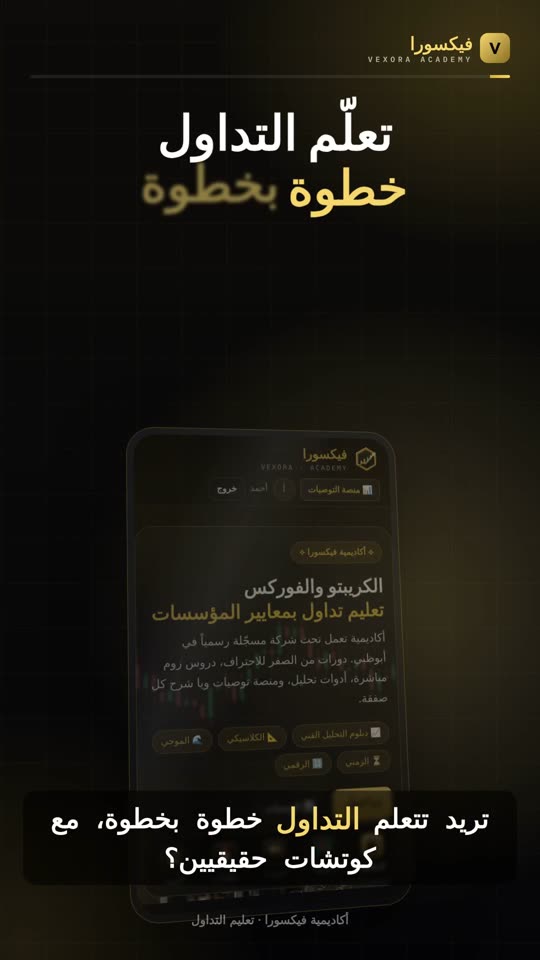 فيكسورا
V
VEXORA ACADEMY
تعلّم التداول
خطوة بخطوة
فيكسورا
VEXORA · ACADEMY
منصة التوصيات
أ
أحمد
خروج
أكاديمية فيكسورا
الكريبتو والفوركس
تعليم تداول بمعايير المؤسسات
أكاديمية تعمل تحت شركة مسجّلة رسمياً في
أبوظبي. دورات من الصفر للاحتراف، دروس زوم
مباشرة، أدوات تحليل، ومنصة توصيات ويا شرح كل
صفقة.
دبلوم التحليل الفني
الكلاسيكي
الموجي
الزمني
الرقمي
تريد تتعلم التداول خطوة بخطوة، مع
كوتشات حقيقيين؟
أكاديمية فيكسورا · تعليم التداول